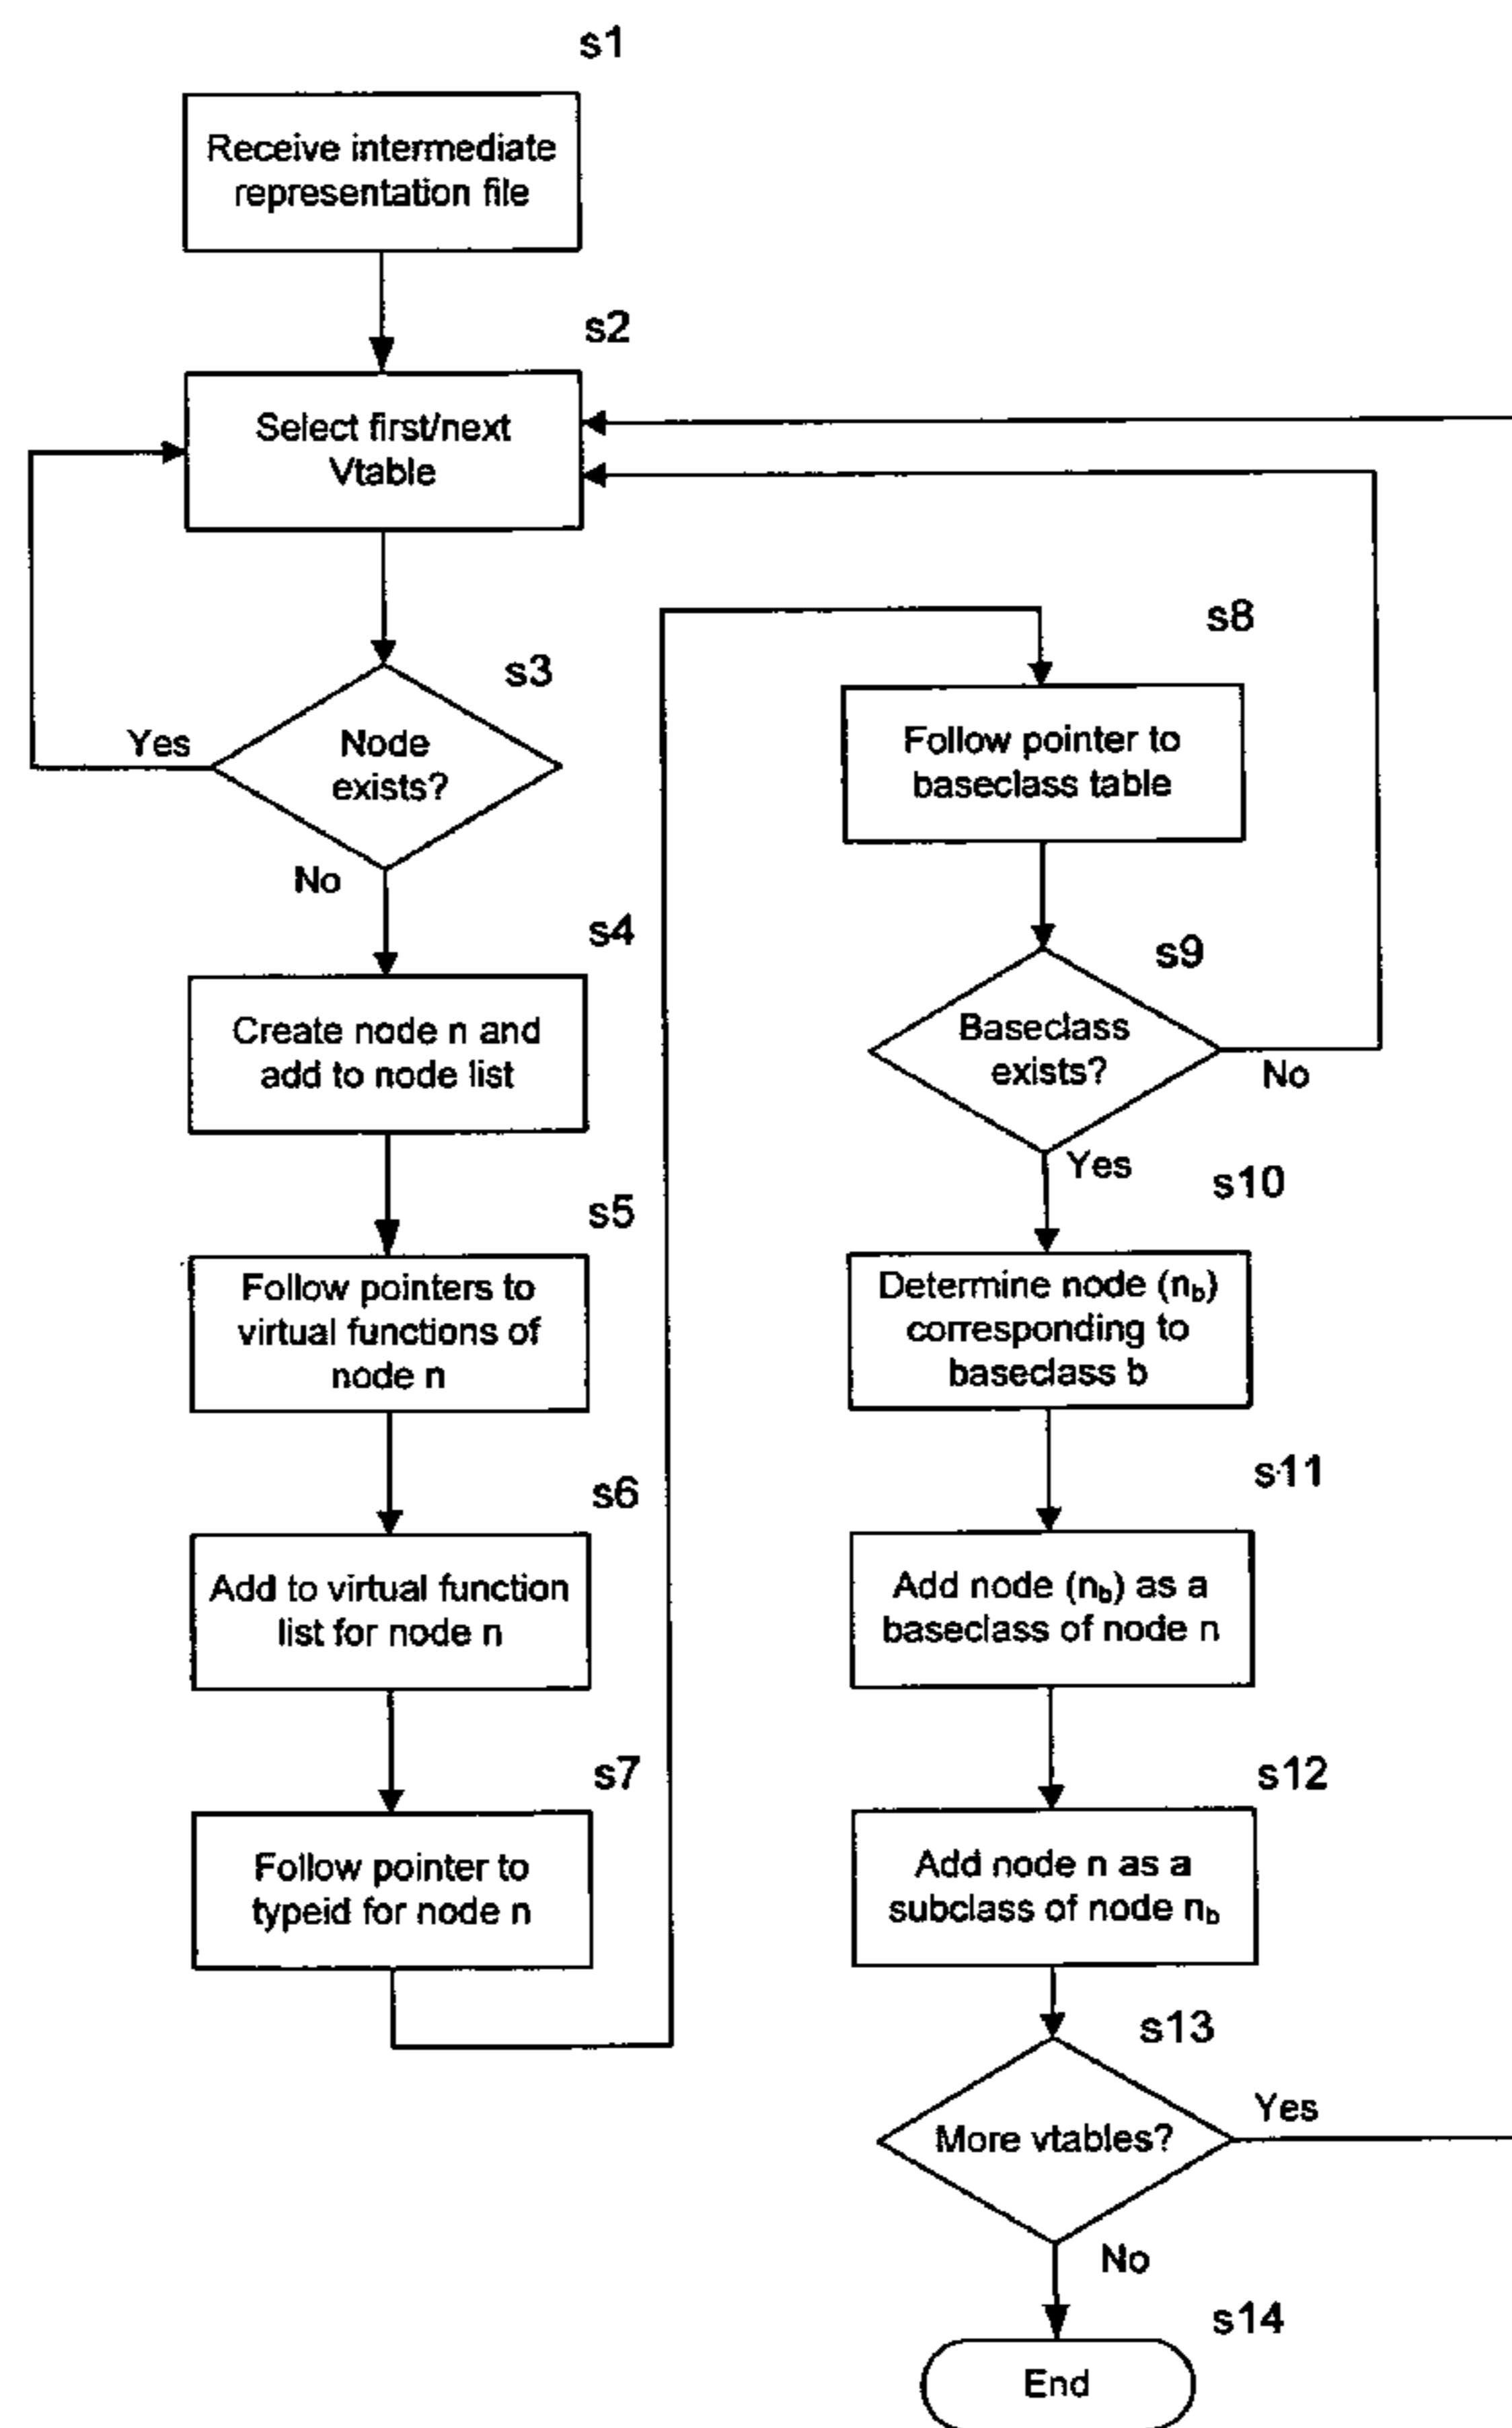 s1
Receive intermediate
representation file
s2
Select first/next
Vtable
s3
Node
exists?
Yes
No
s4
Create node n and
add to node list
s5
Follow pointers to
virtual functions of
node n
s6
Add to virtual function
list for node n
s7
Follow pointer to
typeid for node n
s8
Follow pointer to
baseclass table
s9
Baseclass
exists?
No
Yes
s10
Determine node (nb)
corresponding to
baseclass b
s11
Add node (nb) as a
baseclass of node n
s12
Add node n as a
subclass of node nb
s13
More vtables?
Yes
No
s14
End